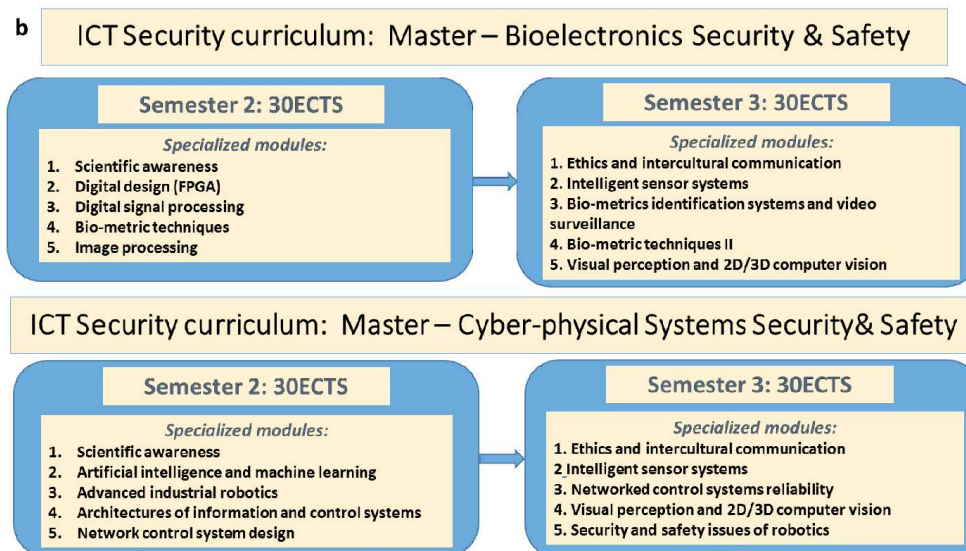 b
ICT Security curriculum: Master – Bioelectronics Security & Safety
Semester 2: 30ECTS
Specialized modules:
1. Scientific awareness
2. Digital design (FPGA)
3. Digital signal processing
4. Bio-metric techniques
5. Image processing
Semester 3: 30ECTS
Specialized modules:
1. Ethics and intercultural communication
2. Intelligent sensor systems
3. Bio-metrics identification systems and video
surveillance
4. Bio-metric techniques II
5. Visual perception and 2D/3D computer vision
ICT Security curriculum: Master – Cyber-physical Systems Security& Safety
Semester 2: 30ECTS
Specialized modules:
1. Scientific awareness
2. Artificial intelligence and machine learning
3. Advanced industrial robotics
4. Architectures of information and control systems
5. Network control system design
Semester 3: 30ECTS
Specialized modules:
1. Ethics and intercultural communication
2 Intelligent sensor systems
3. Networked control systems reliability
4. Visual perception and 2D/3D computer vision
5. Security and safety issues of robotics